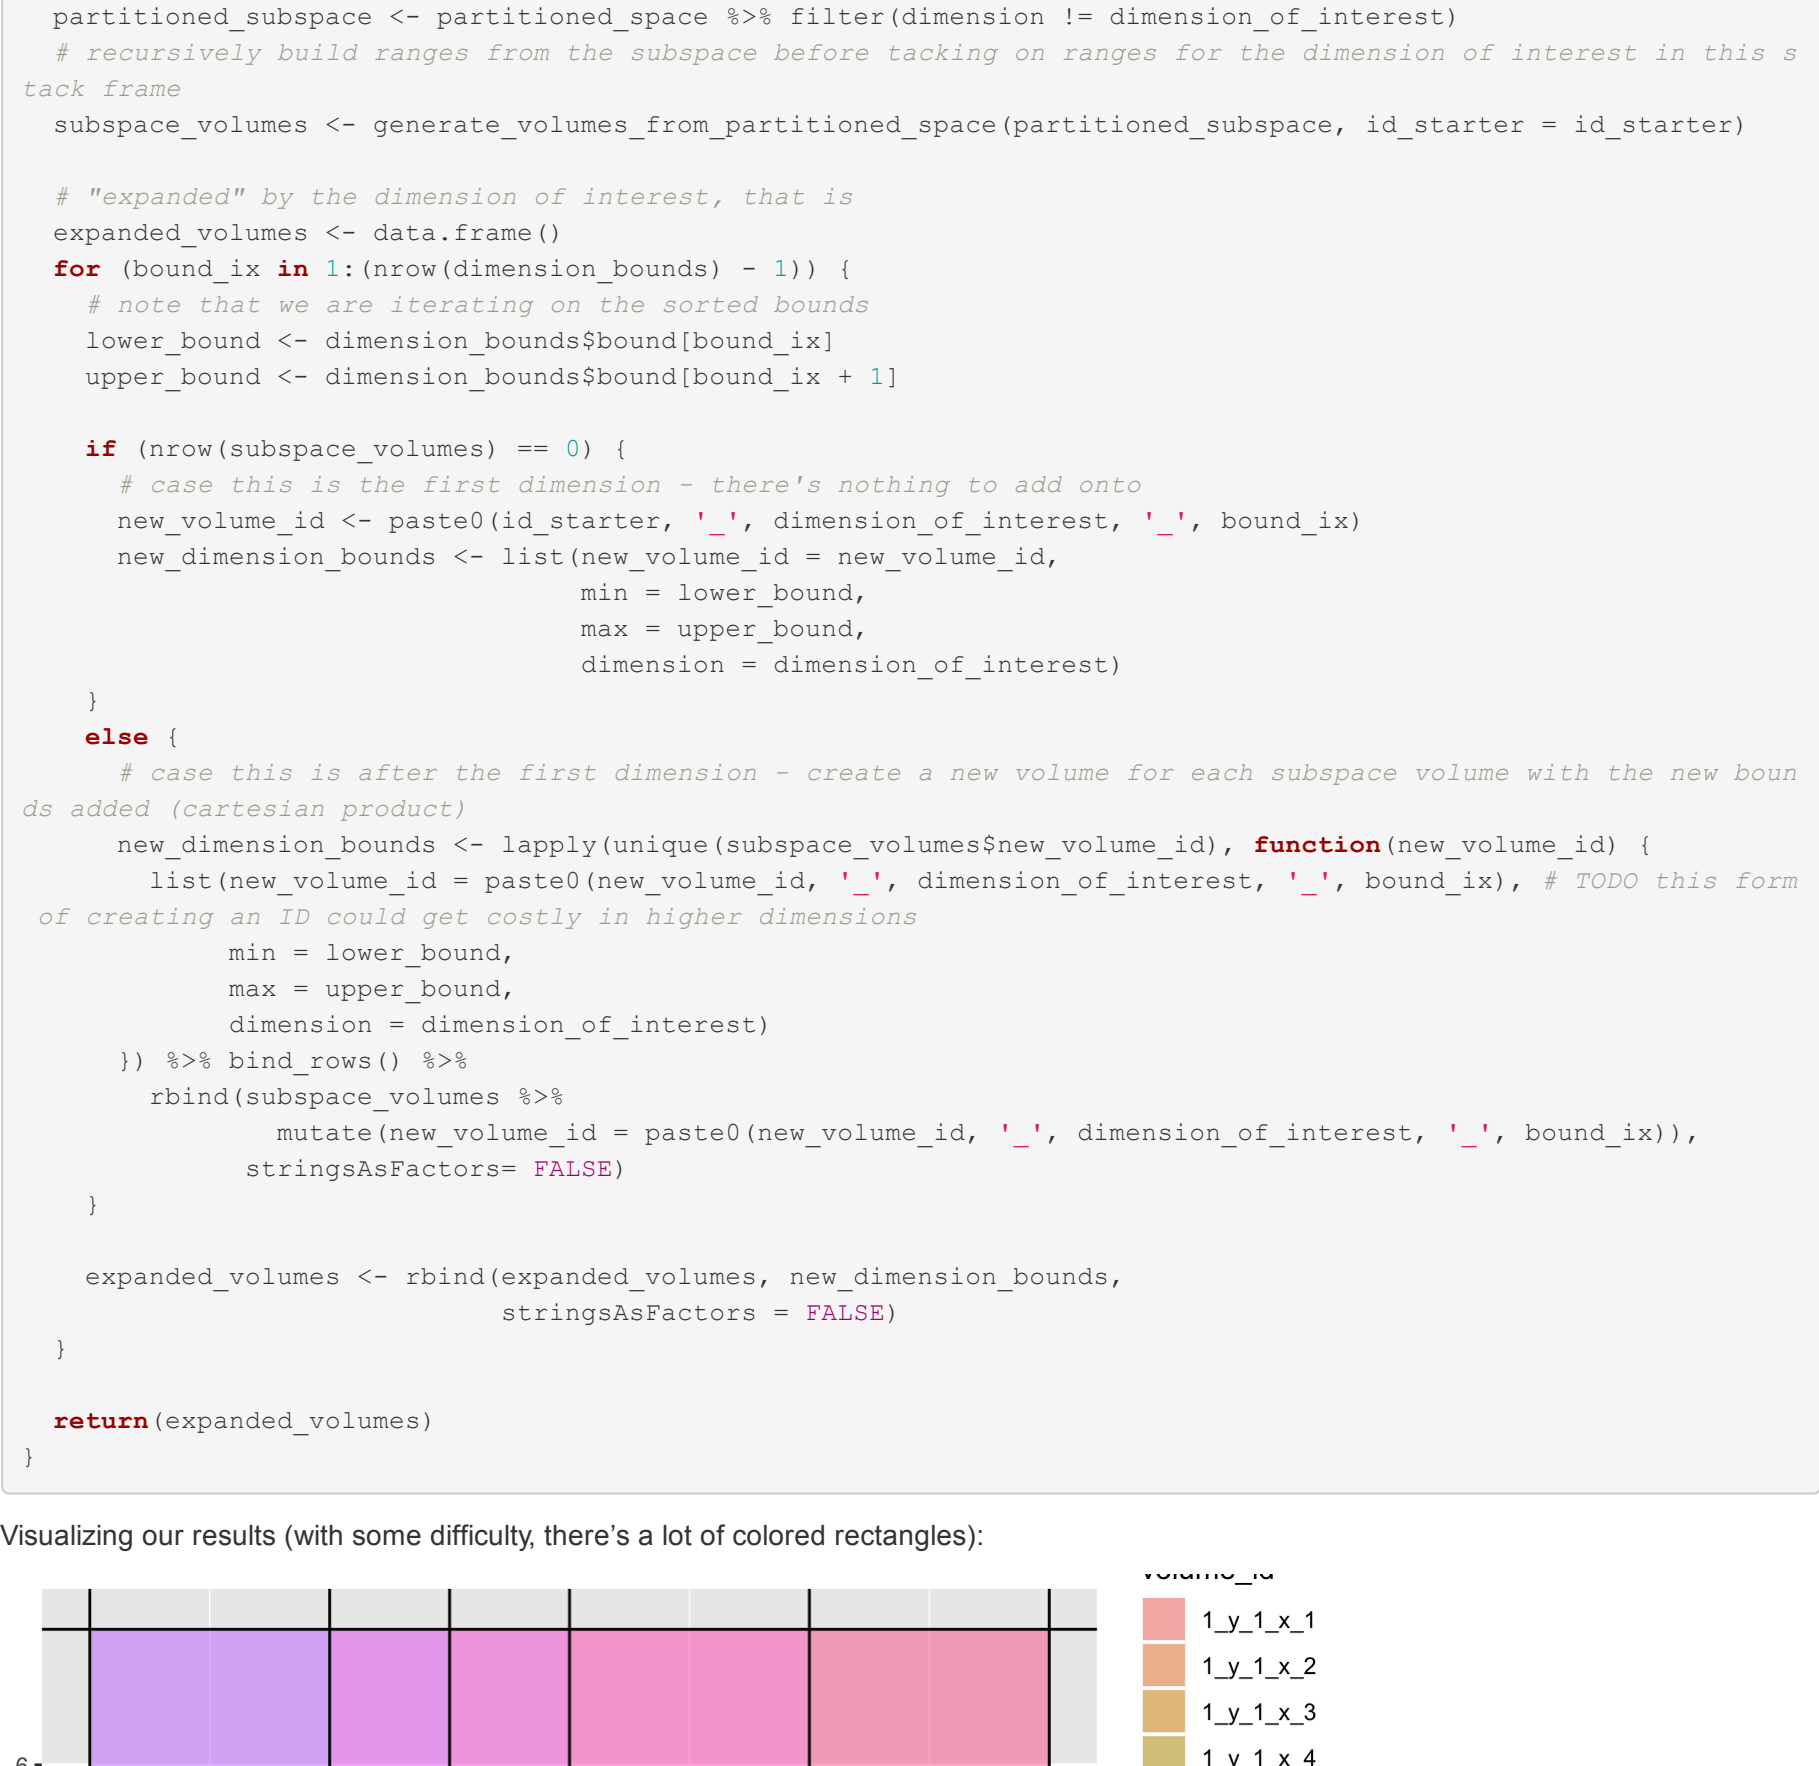 partitioned_subspace <- partitioned_space %>% filter(dimension != dimension_of_interest)
# recursively build ranges from the subspace before tacking on ranges for the dimension of interest in this s
tack frame
subspace_volumes <- generate_volumes_from_partitioned_space(partitioned_subspace, id_starter = id_starter)
# "expanded" by the dimension of interest, that is
expanded_volumes <- data.frame()
for (bound_ix in 1:(nrow(dimension_bounds) - 1)) {
# note that we are iterating on the sorted bounds
lower_bound <- dimension_bounds$bound[bound_ix]
upper_bound <- dimension_bounds$bound[bound_ix + 1]
if (nrow(subspace_volumes) == 0) {
# case this is the first dimension – there's nothing to add onto
new_volume_id <- paste0(id_starter, '_', dimension_of_interest, '_', bound_ix)
new_dimension_bounds <- list(new_volume_id = new_volume_id,
min = lower_bound,
max = upper_bound,
dimension = dimension_of_interest)
}
else {
# case this is after the first dimension – create a new volume for each subspace volume with the new boun
ds added (cartesian product)
new_dimension_bounds <- lapply(unique(subspace_volumes$new_volume_id), function(new_volume_id) {
list(new_volume_id = paste0(new_volume_id, '_', dimension_of_interest, '_', bound_ix), # TODO this form
of creating an ID could get costly in higher dimensions
min = lower_bound,
max = upper_bound,
dimension = dimension_of_interest)
}) %>% bind_rows() %>%
rbind(subspace_volumes %>%
mutate(new_volume_id = paste0(new_volume_id, '_', dimension_of_interest, '_', bound_ix)),
stringsAsFactors= FALSE)
}
expanded_volumes <- rbind(expanded_volumes, new_dimension_bounds,
stringsAsFactors = FALSE)
}
return(expanded_volumes)
}
Visualizing our results (with some difficulty, there’s a lot of colored rectangles):
volume_id
1_y_1_x_1
1_y_1_x_2
1_y_1_x_3
1_y_1_x_4
6